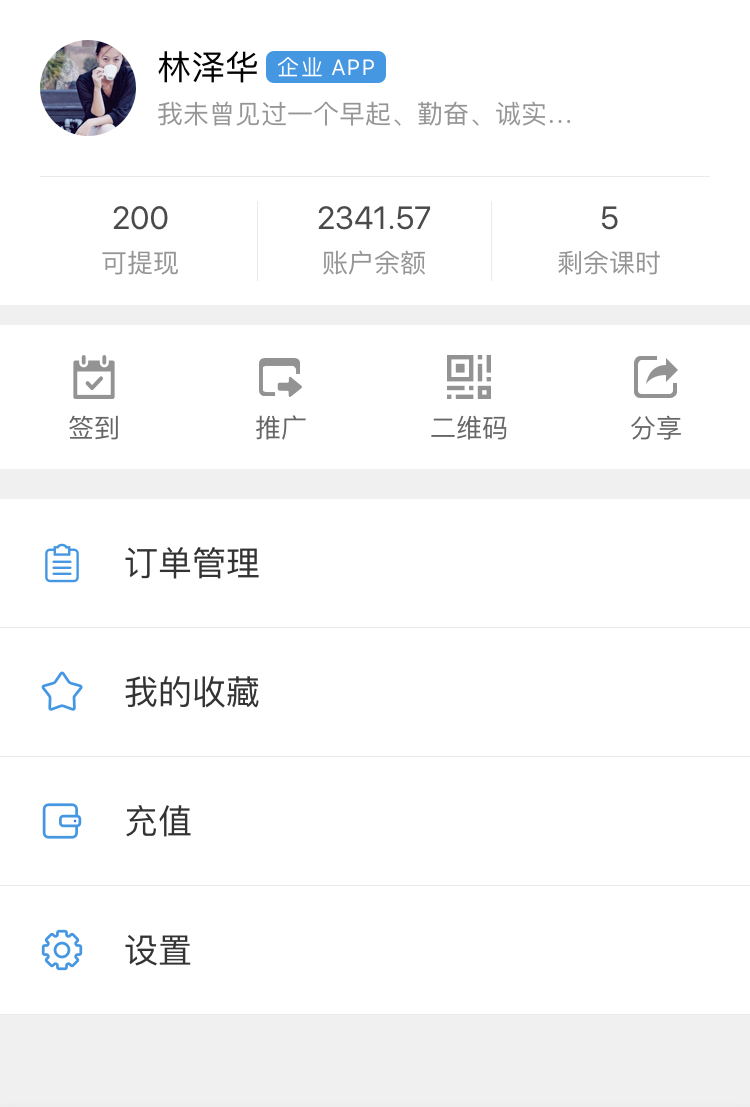 林泽华 企业 APP
我未曾见过一个早起、勤奋、诚实...
200 2341.57 5
可提现 账户余额 剩余课时
签到 推广 二维码 分享
订单管理
我的收藏
充值
设置